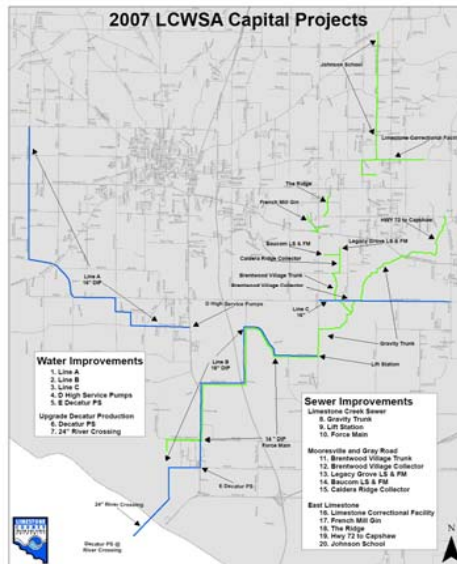 2007 LCWSA Capital Projects
Johnson School
Limestone Correctional Facility
The Ridge
French Mill Gin
HWY 72 to Capshaw
Baucom LS & FM
Legacy Grove LS & FM
Caldera Ridge Collector
Brentwood Village Trunk
Brentwood Village Collector
Line A
16" DIP
Line C
16"
D High Service Pumps
Gravity Trunk
Line B
18" DIP
Lift Station
Water Improvements
1. Line A
2. Line B
3. Line C
4. D High Service Pumps
5. E Decatur PS
Upgrade Decatur Production
6. Decatur PS
7. 24" River Crossing
14 " DIP
Force Main
E Decatur PS
24" River Crossing
Decatur PS @
River Crossing
Sewer Improvements
Limestone Creek Sewer
8. Gravity Trunk
9. Lift Station
10. Force Main
Mooresville and Gray Road
11. Brentwood Village Trunk
12. Brentwood Village Collector
13. Legacy Grove LS & FM
14. Baucom LS & FM
15. Caldera Ridge Collector
East Limestone
16. Limestone Correctional Facility
17. French Mill Gin
18. The Ridge
19. Hwy 72 to Capshaw
20. Johnson School
LIMESTONE
COUNTY